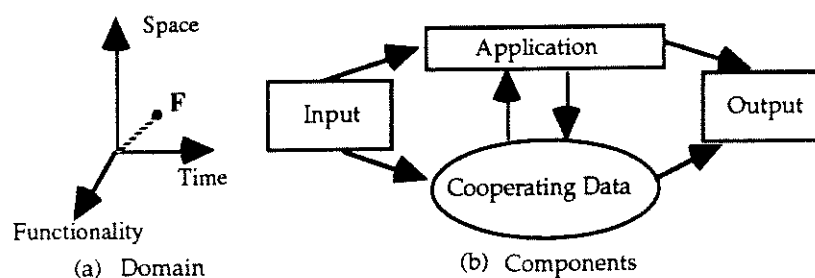 Space
F
Time
Functionality
(a) Domain
Application
Input
Output
Cooperating Data
(b) Components